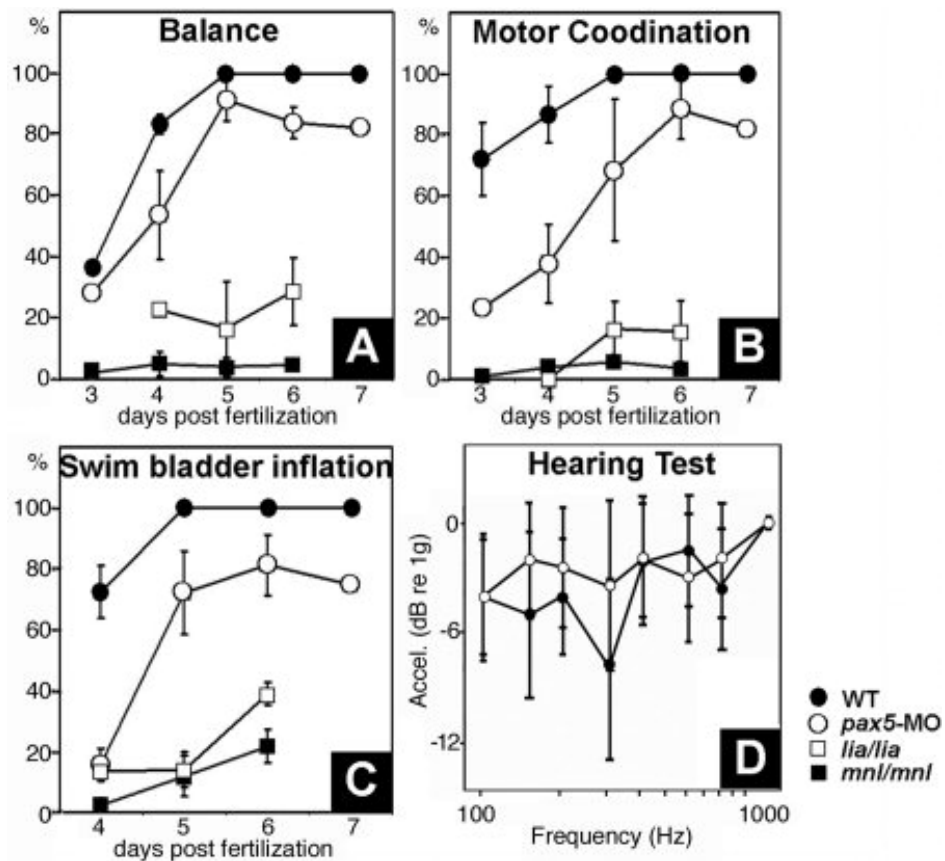 % Balance
100
80
60
40
20
0
3 4 5 6 7
days post fertilization
A
% Motor Coodination
100
80
60
40
20
0
3 4 5 6 7
days post fertilization
B
% Swim bladder inflation
100
80
60
40
20
0
4 5 6 7
days post fertilization
C
Hearing Test
Accel. (dB re 1g)
0
-6
-12
100 1000
Frequency (Hz)
D
WT
pax5-MO
lia/lia
mnl/mnl